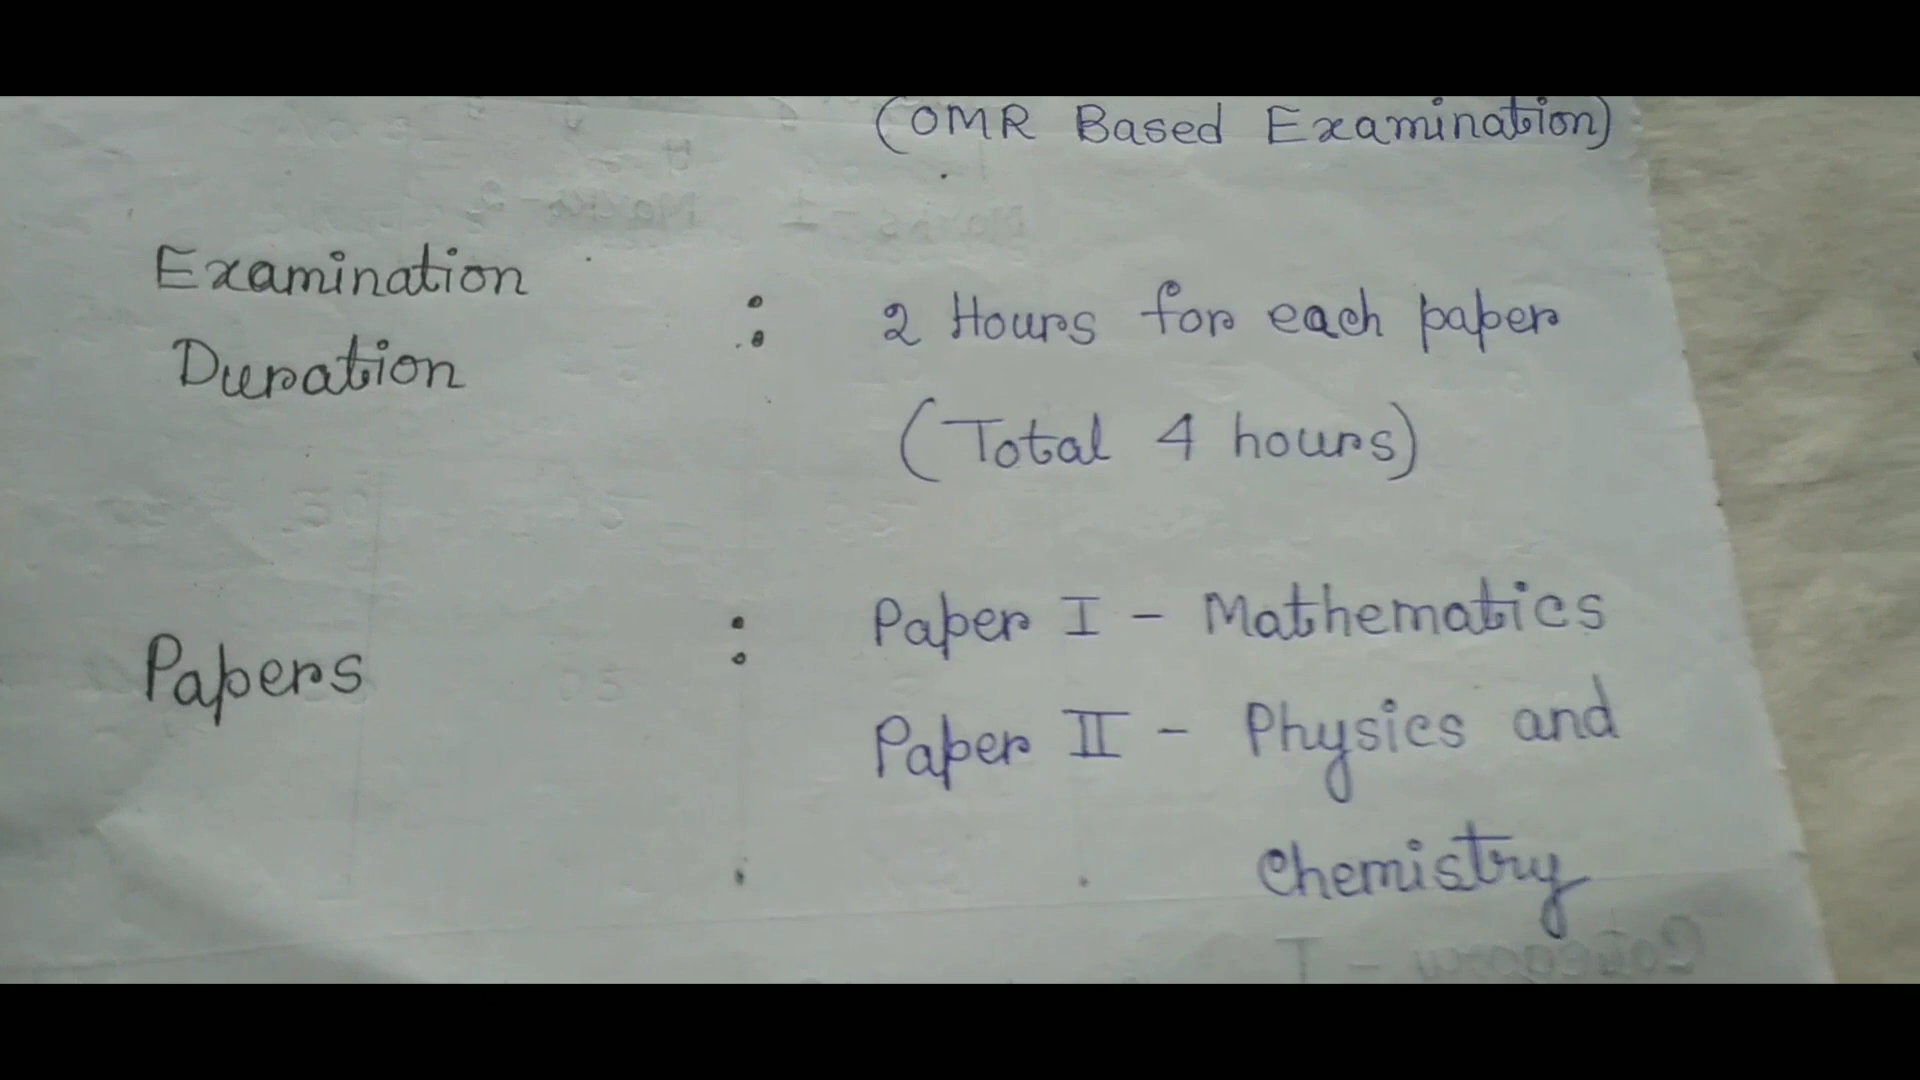 (OMR Based Examination)
Examination
Duration : 2 Hours for each paper
(Total 4 hours)
Papers : Paper I - Mathematics
Paper II - Physics and
Chemistry